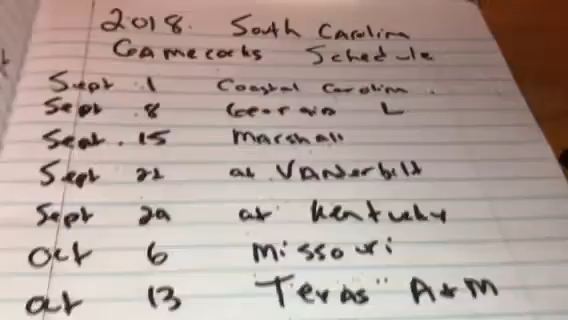 2018. South Carolina
Gamecocks Schedule
Sept 1 Coastal Carolina
Sept 8 Georgia L
Sept. 15 Marshall
Sept 22 at Vanderbilt
Sept 29 at Kentucky
Oct 6 Missouri
Oct 13 Texas A+M